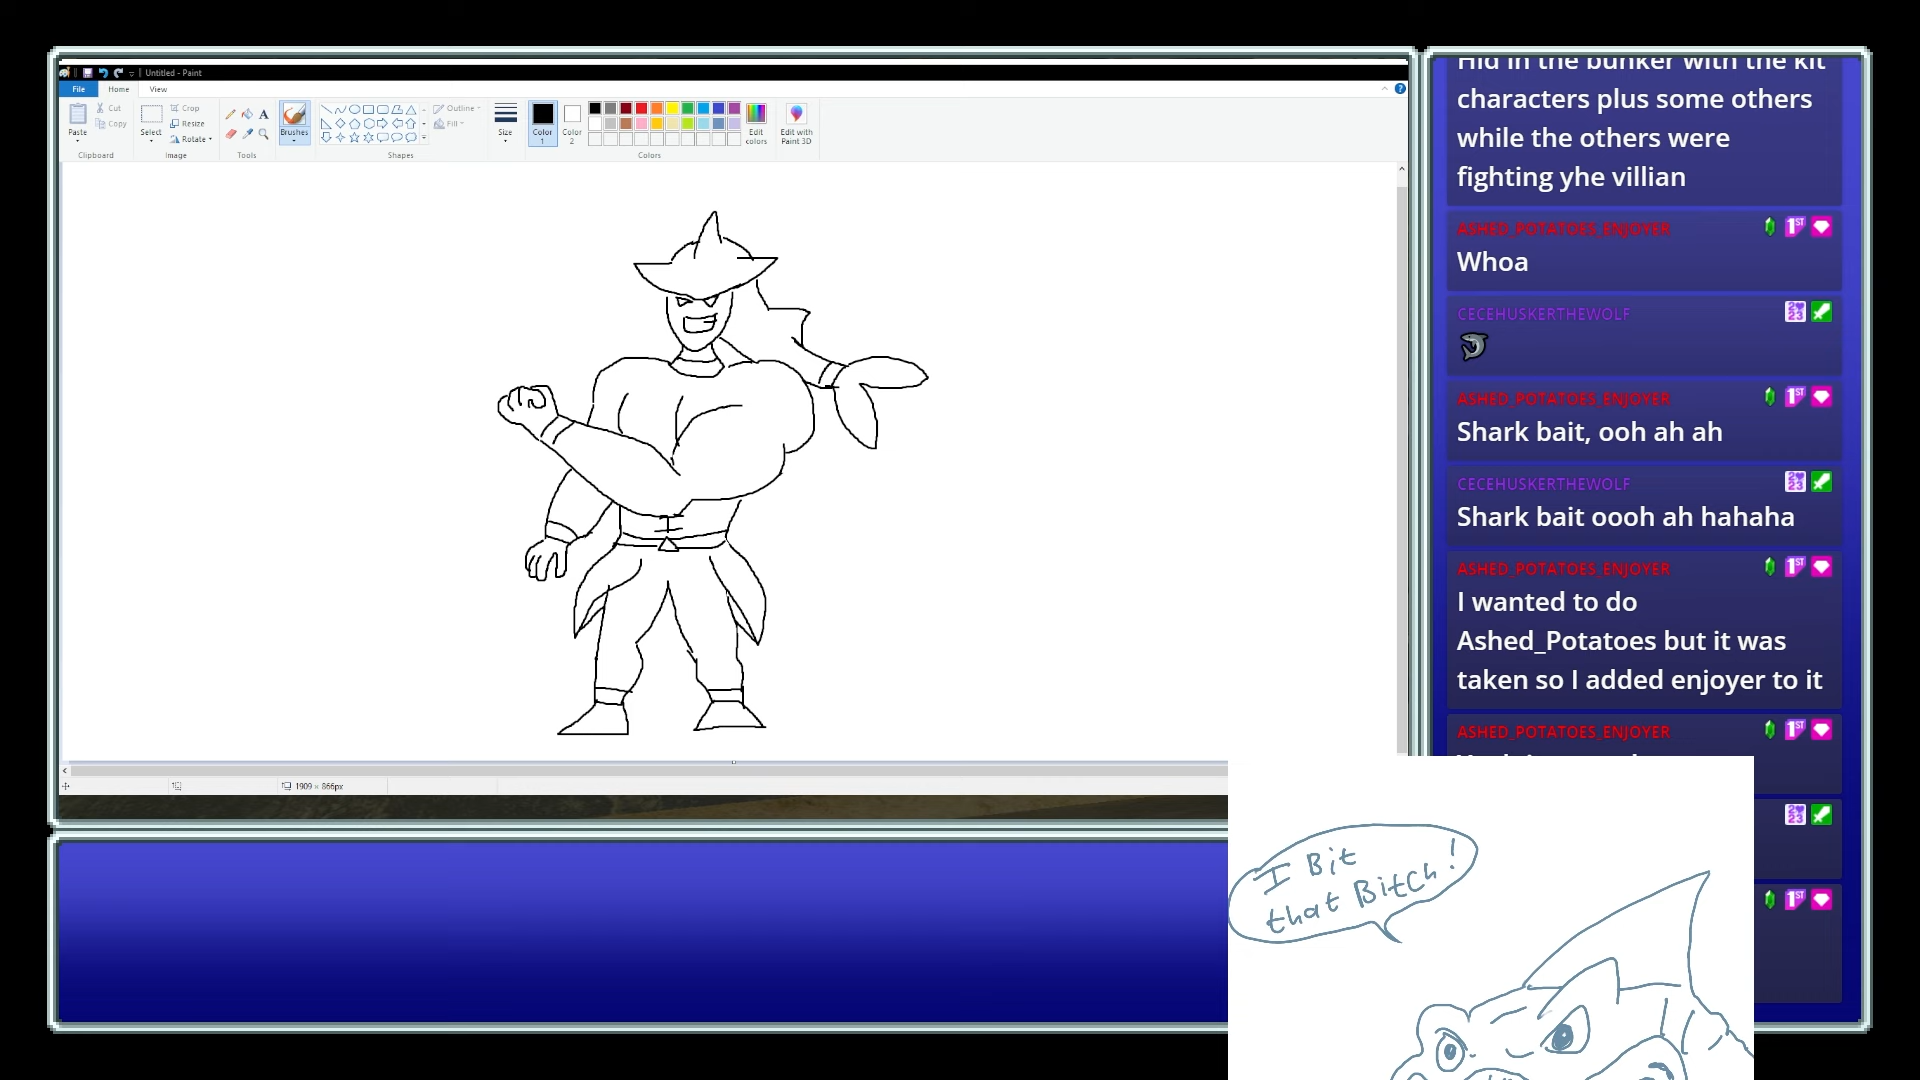 Untitled - Paint
File
Home
View
Paste
Cut
Copy
Clipboard
Select
Crop
Resize
Rotate
Image
Tools
Brushes
Shapes
Outline
Fill
Size
Color
1
Color
2
Colors
Edit
colors
Edit with
Paint 3D
1909 × 866px
Hid in the bunker with the kit
characters plus some others
while the others were
fighting yhe villian
ASHED_POTATOES_ENJOYER
Whoa
CECEHUSKERTHEWOLF
ASHED_POTATOES_ENJOYER
Shark bait, ooh ah ah
CECEHUSKERTHEWOLF
Shark bait oooh ah hahaha
ASHED_POTATOES_ENJOYER
I wanted to do
Ashed_Potatoes but it was
taken so I added enjoyer to it
ASHED_POTATOES_ENJOYER
I Bit
that Bitch!